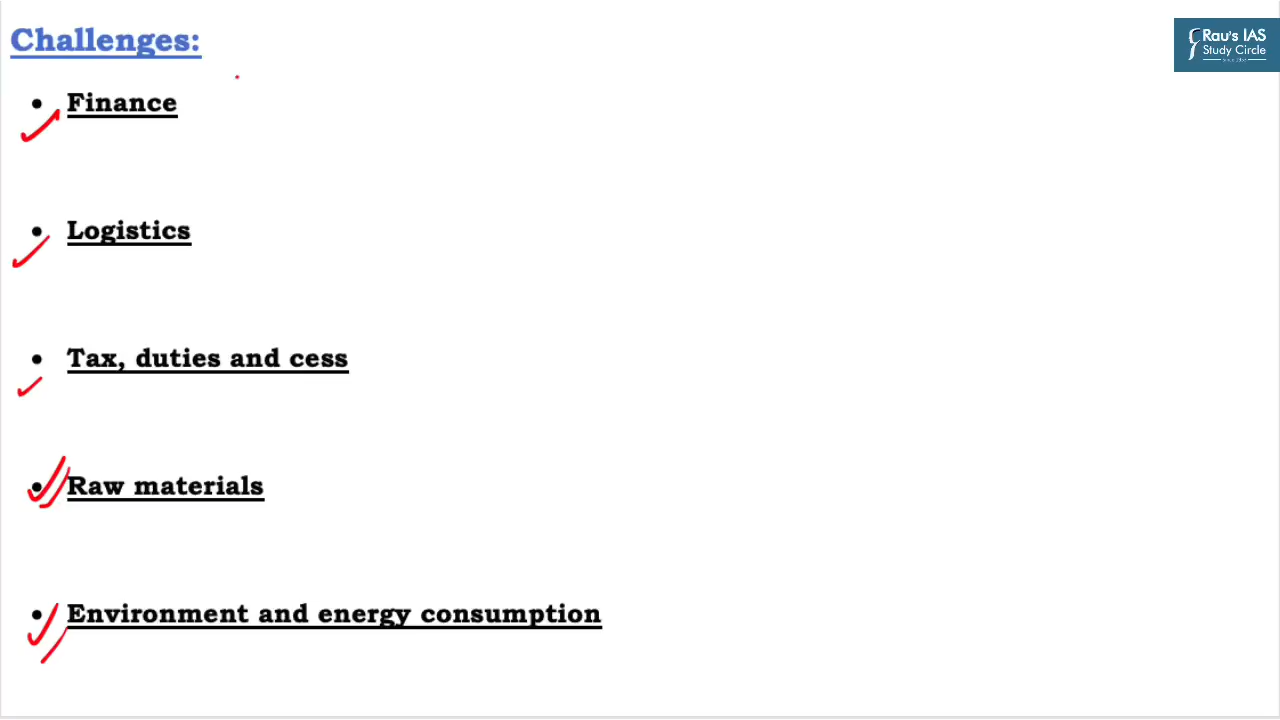 Challenges:
Rau's IAS
Study Circle
• Finance
• Logistics
• Tax, duties and cess
• Raw materials
• Environment and energy consumption